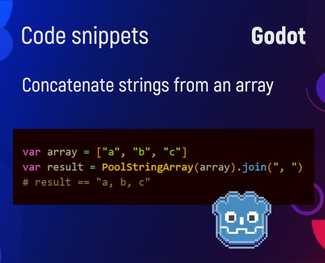 Code snippets
Godot
Concatenate strings from an array
var array = ["a", "b", "c"]
var result = PoolStringArray(array).join(", ")
# result == "a, b, c"